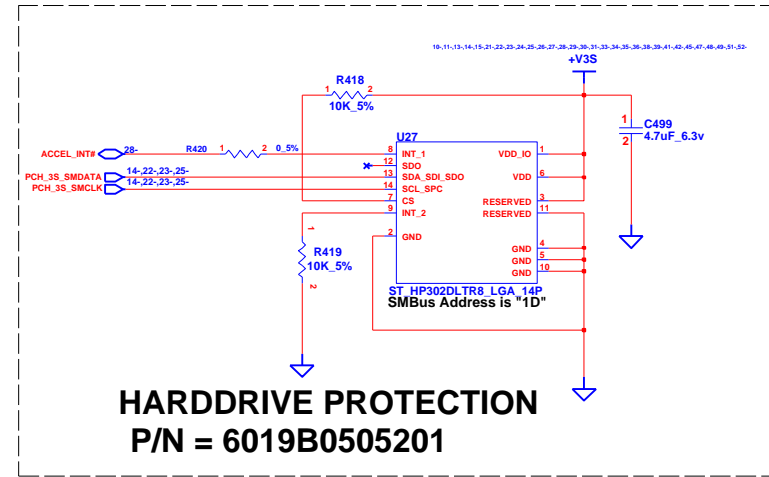 10-,11-,13-,14-,15-,21-,22-,23-,24-,25-,26-,27-,28-,29-,30-,31-,33-,34-,35-,36-,38-,39-,41-,42-,45-,47-,48-,49-,51-,52-
+V3S
R418
1 2
10K_5%
1
C499
2
4.7uF_6.3v
U27
ACCEL_INT#
28-
R420
1 2
0_5%
8
INT_1
VDD_IO
1
12
SDO
PCH_3S_SMDATA
14-,22-,23-,25-
13
SDA_SDI_SDO
VDD
6
PCH_3S_SMCLK
14-,22-,23-,25-
14
SCL_SPC
7
CS
RESERVED
3
9
INT_2
RESERVED
11
1
R419
10K_5%
2
2
GND
GND
4
GND
5
GND
10
ST_HP302DLTR8_LGA_14P
SMBus Address is "1D"
HARDDRIVE PROTECTION
P/N = 6019B0505201